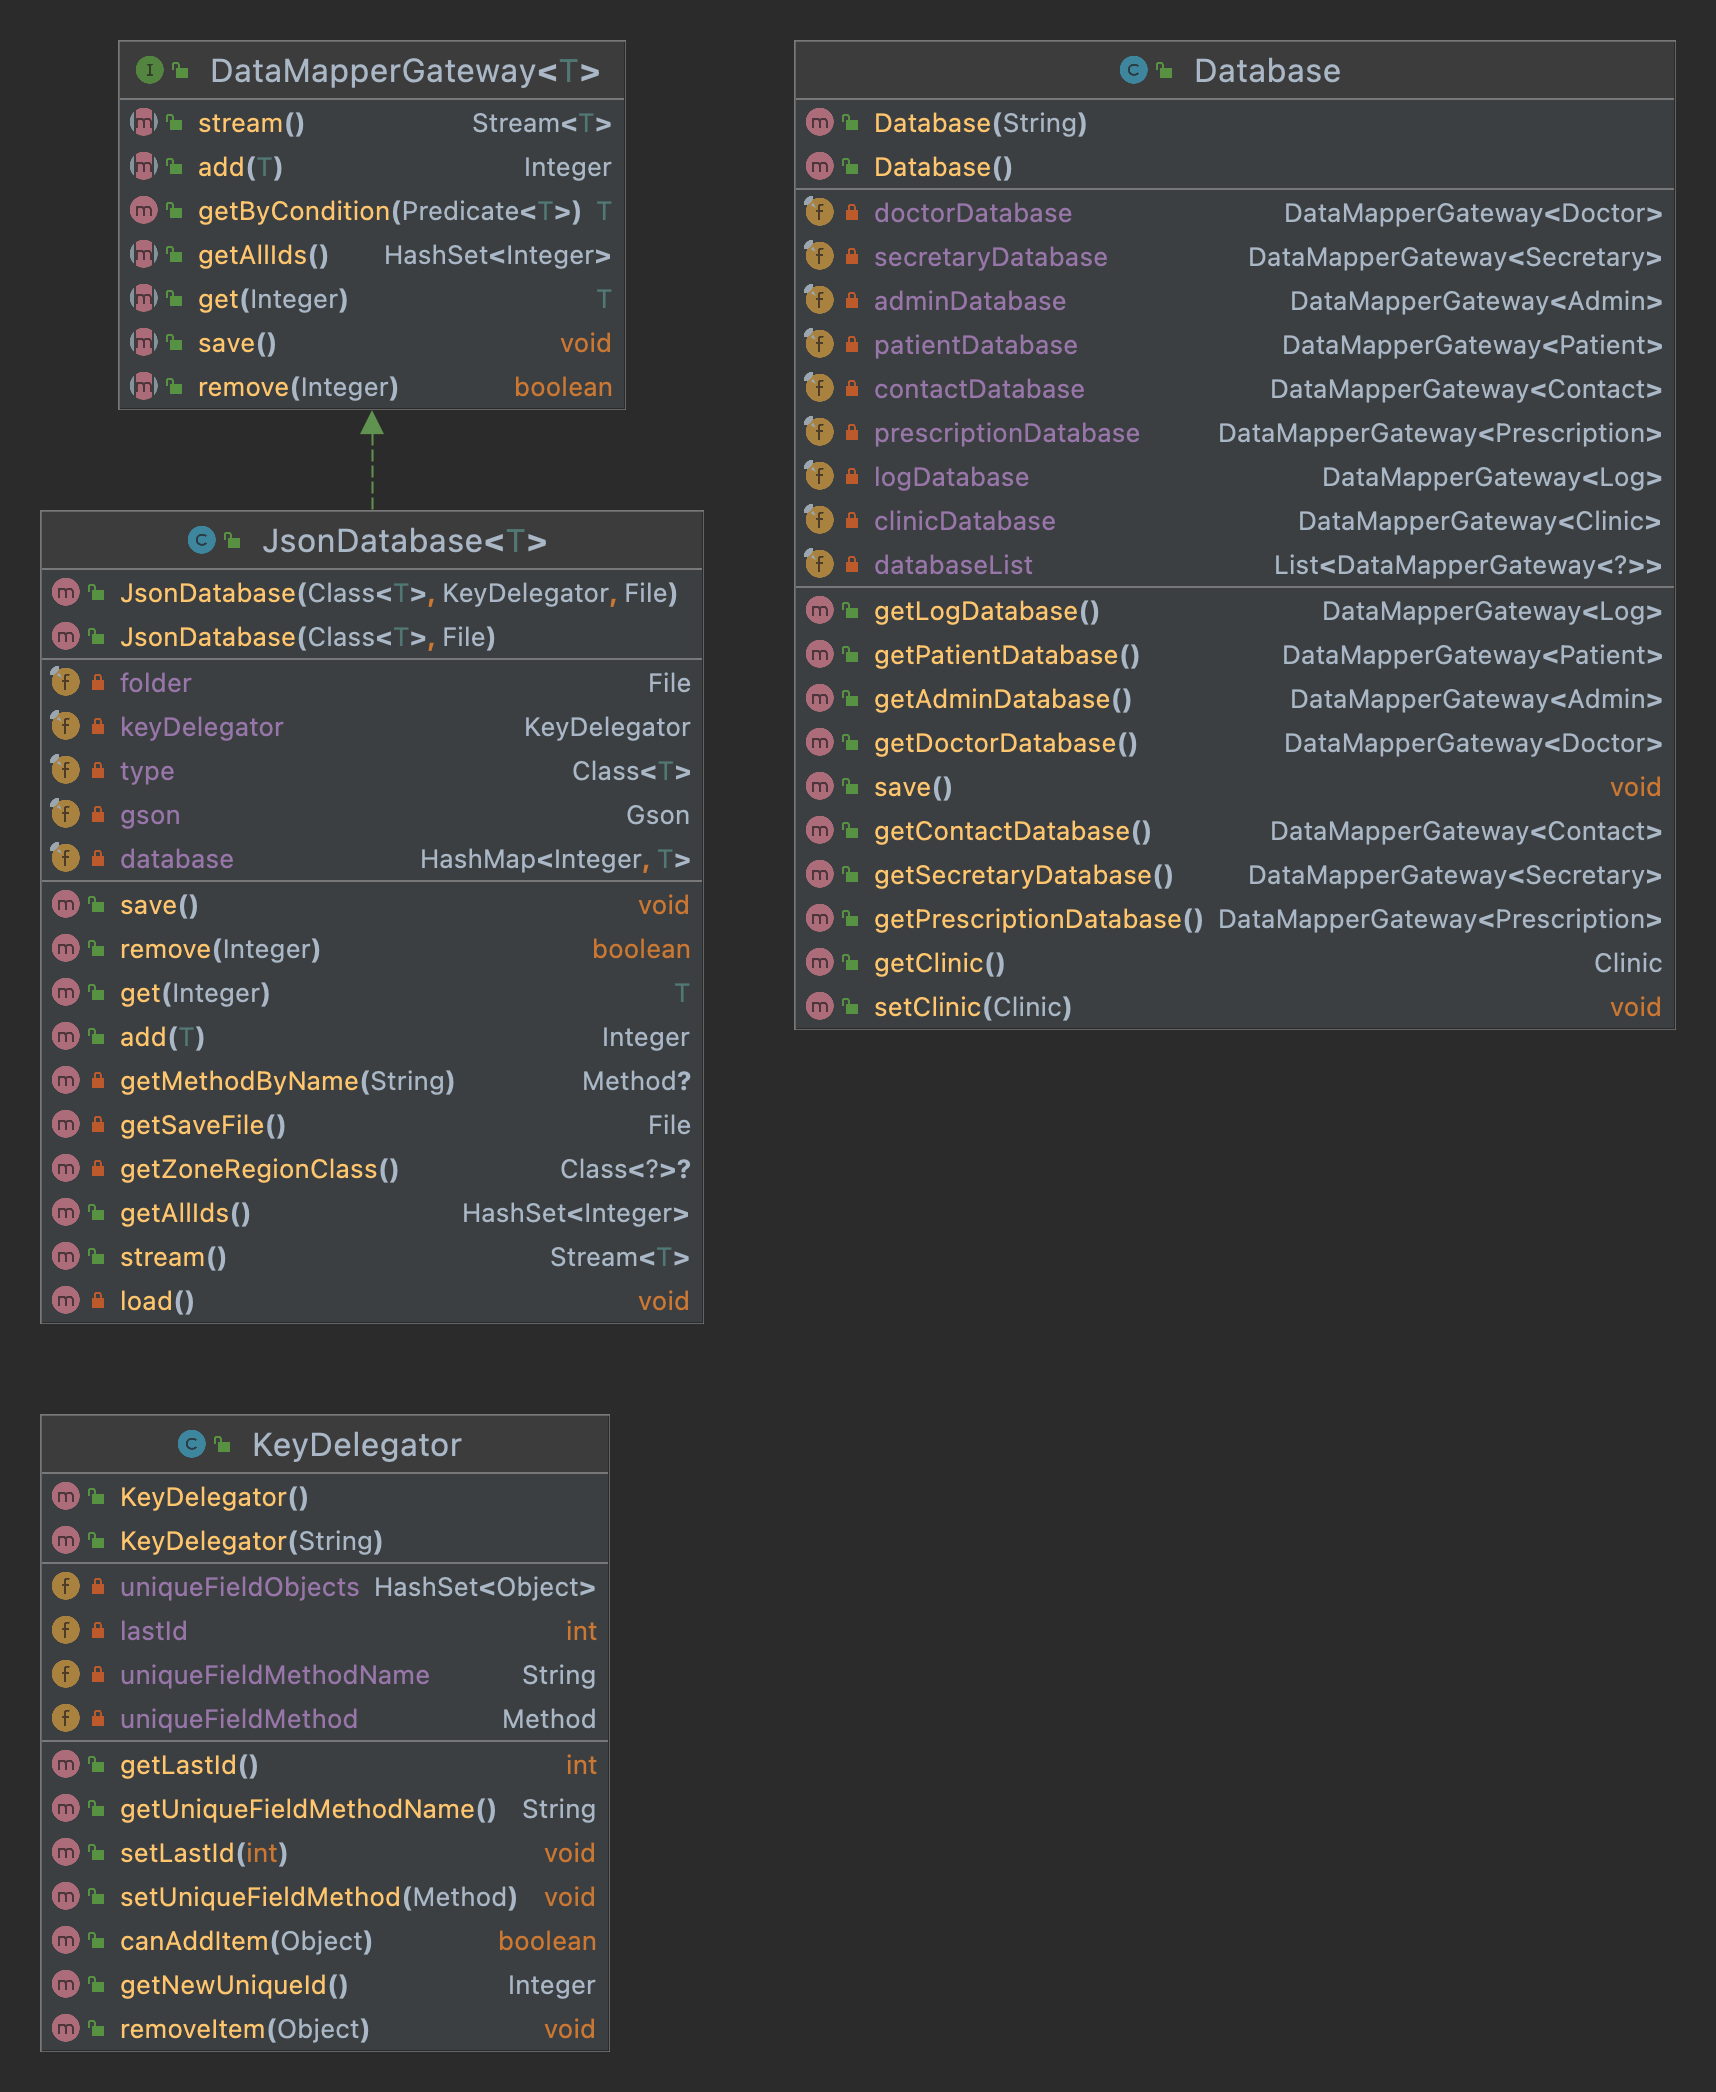 DataMapperGateway<T>
stream() Stream<T>
add(T) Integer
getByCondition(Predicate<T>) T
getAllIds() HashSet<Integer>
get(Integer) T
save() void
remove(Integer) boolean
JsonDatabase<T>
JsonDatabase(Class<T>, KeyDelegator, File)
JsonDatabase(Class<T>, File)
folder File
keyDelegator KeyDelegator
type Class<T>
gson Gson
database HashMap<Integer, T>
save() void
remove(Integer) boolean
get(Integer) T
add(T) Integer
getMethodByName(String) Method?
getSaveFile() File
getZoneRegionClass() Class<?>?
getAllIds() HashSet<Integer>
stream() Stream<T>
load() void
KeyDelegator
KeyDelegator()
KeyDelegator(String)
uniqueFieldObjects HashSet<Object>
lastId int
uniqueFieldMethodName String
uniqueFieldMethod Method
getLastId() int
getUniqueFieldMethodName() String
setLastId(int) void
setUniqueFieldMethod(Method) void
canAddItem(Object) boolean
getNewUniqueId() Integer
removeItem(Object) void
Database
Database(String)
Database()
doctorDatabase DataMapperGateway<Doctor>
secretaryDatabase DataMapperGateway<Secretary>
adminDatabase DataMapperGateway<Admin>
patientDatabase DataMapperGateway<Patient>
contactDatabase DataMapperGateway<Contact>
prescriptionDatabase DataMapperGateway<Prescription>
logDatabase DataMapperGateway<Log>
clinicDatabase DataMapperGateway<Clinic>
databaseList List<DataMapperGateway<?>>
getLogDatabase() DataMapperGateway<Log>
getPatientDatabase() DataMapperGateway<Patient>
getAdminDatabase() DataMapperGateway<Admin>
getDoctorDatabase() DataMapperGateway<Doctor>
save() void
getContactDatabase() DataMapperGateway<Contact>
getSecretaryDatabase() DataMapperGateway<Secretary>
getPrescriptionDatabase() DataMapperGateway<Prescription>
getClinic() Clinic
setClinic(Clinic) void